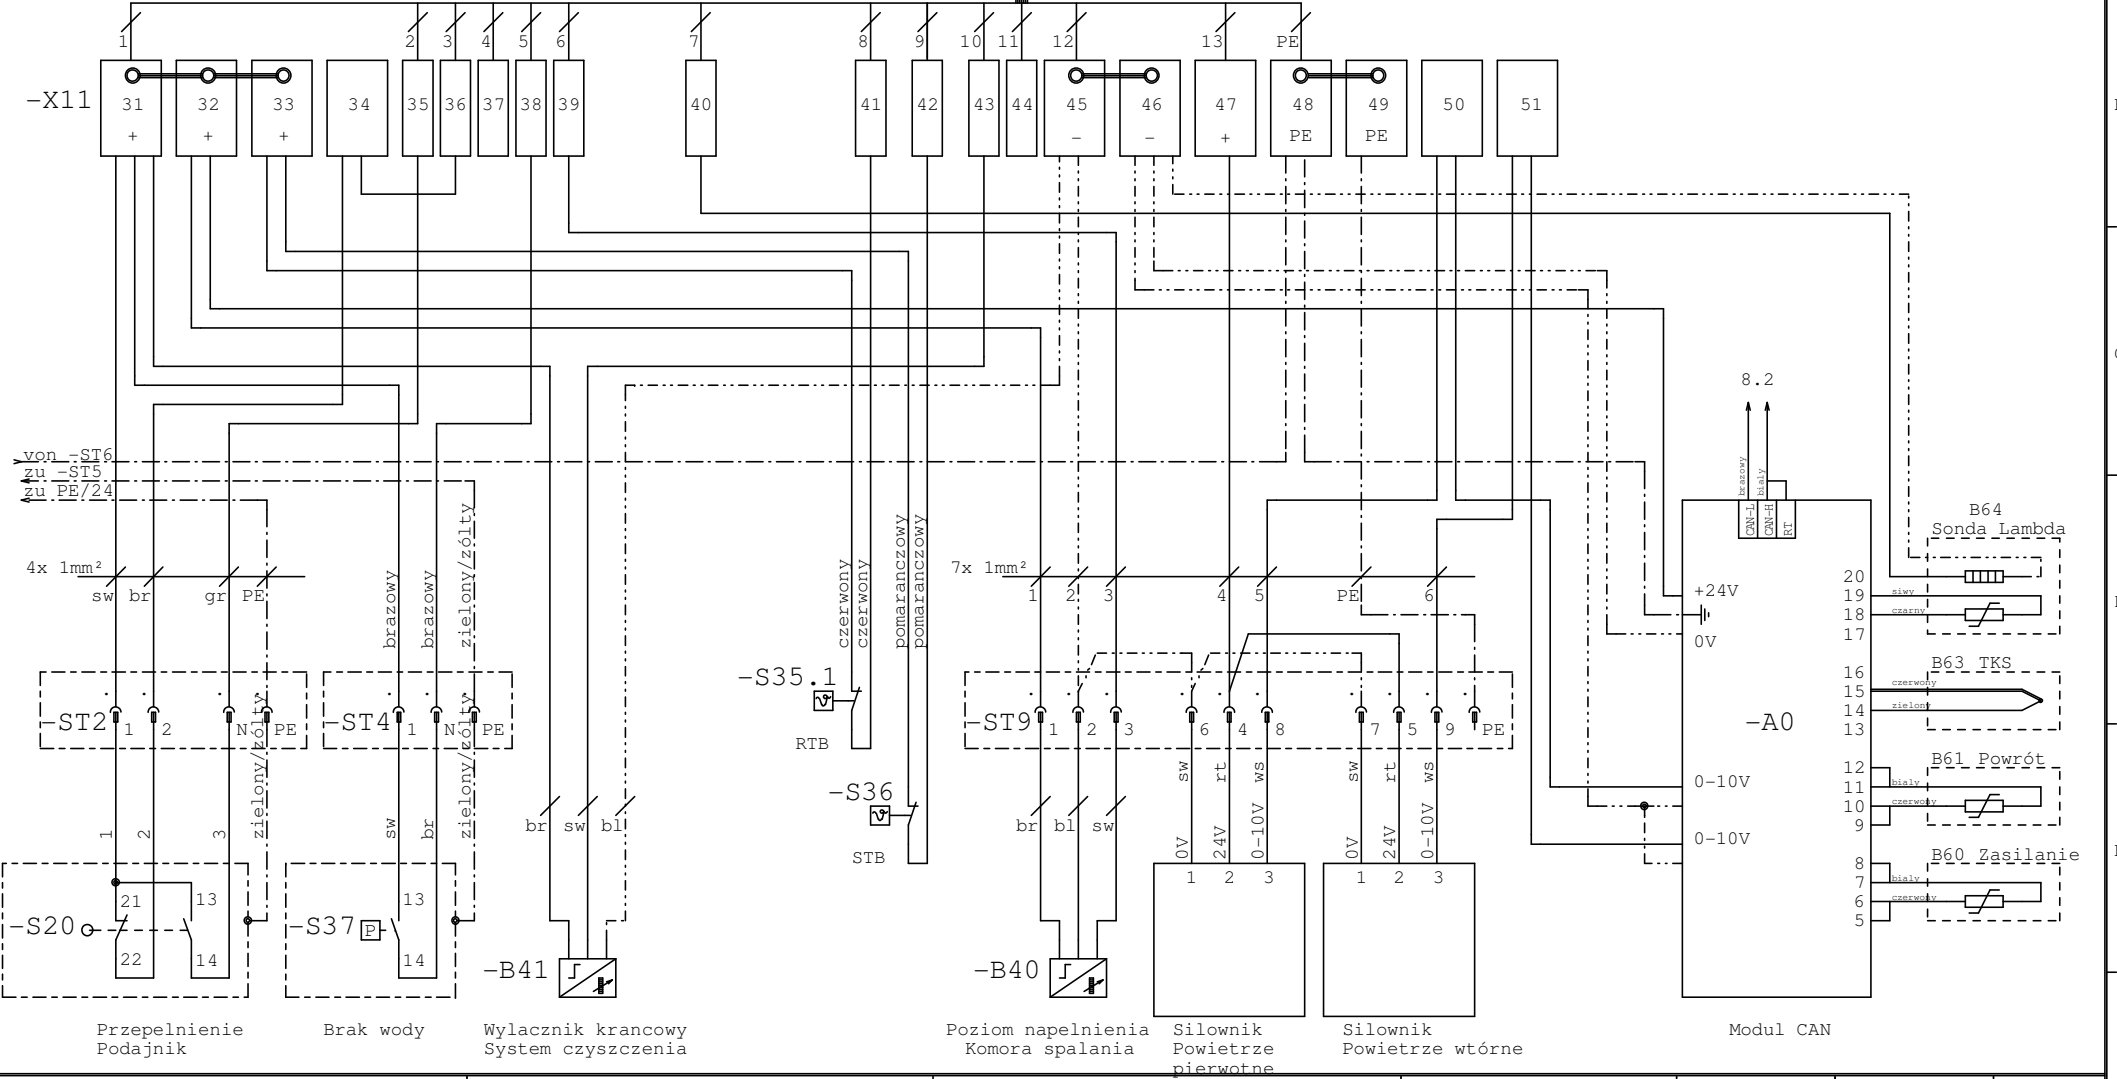 1 2 3 4 5 6 7 8 9 10 11 12 13 PE
-X11 31 32 33 34 35 36 37 38 39 40 41 42 43 44 45 46 47 48 49 50 51
+ + + - - + PE PE
8.2
von -ST6
zu -ST5
zu PE/24
brazowy bialy
CAN-L CAN-H RT
4x 1mm²
sw br gr PE
brazowy brazowy zielony/zólty
czerwony czerwony pomaranczowy pomaranczowy
7x 1mm²
1 2 3 4 5 PE 6
B64
Sonda Lambda
+24V
0V
20
19 siwy
18 czarny
17
B63 TKS
16
15 czerwony
14 zielony
13
-A0
B61 Powrót
12
11 bialy
10 czerwony
9
0-10V
0-10V
B60 Zasilanie
8
7 bialy
6 czerwony
5
-S35.1
RTB
-S36
STB
-ST2 1 2 N PE
zielony/zólty
-ST4 1 N PE
zielony/zólty
-ST9 1 2 3 6 4 8 7 5 9 PE
sw rt ws sw rt ws
1 2 3
sw br
br sw bl
br bl sw
0V 24V 0-10V 0V 24V 0-10V
1 2 3 1 2 3
-S20 21 13
22 14
-S37 P 13
14
-B41
-B40
Przepelnienie
Podajnik
Brak wody
Wylacznik krancowy
System czyszczenia
Poziom napelnienia
Komora spalania
Silownik
Powietrze
pierwotne
Silownik
Powietrze wtórne
Modul CAN